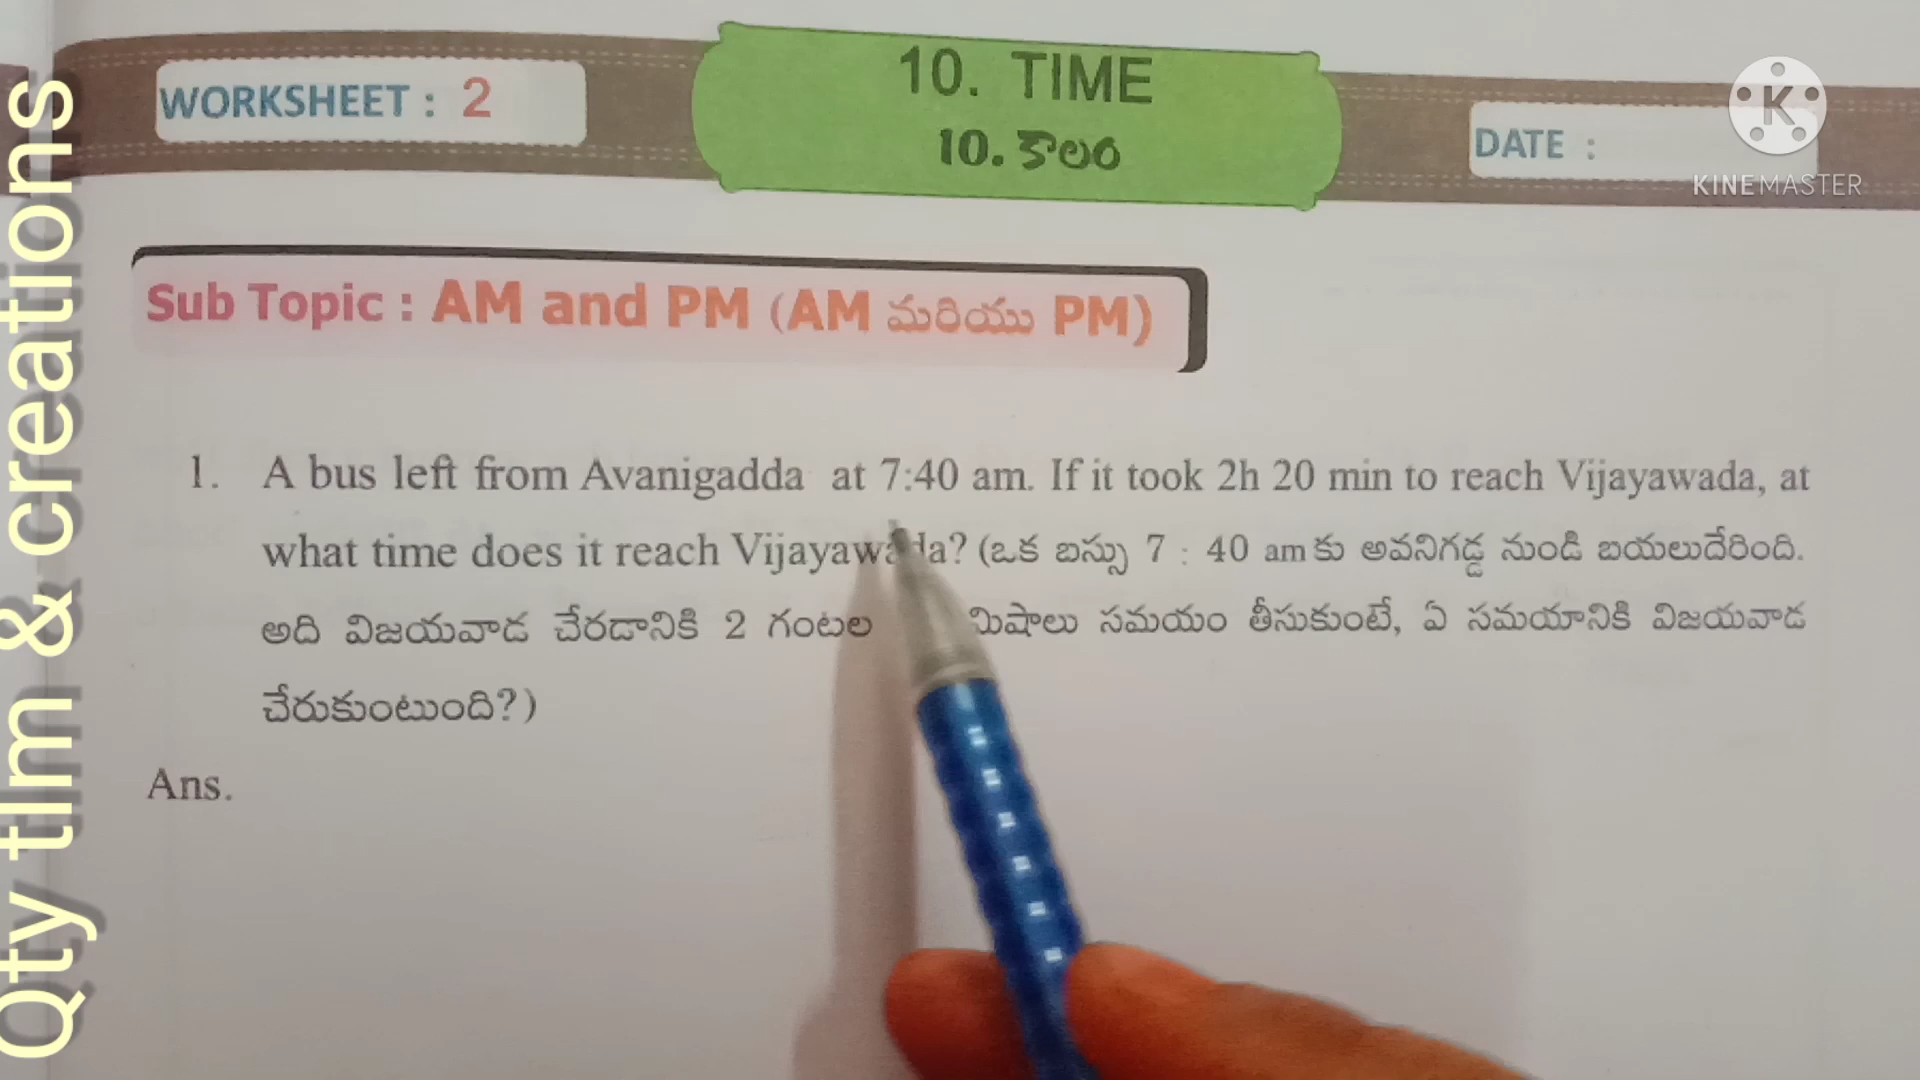 WORKSHEET : 2
10. TIME
10. కాలం
DATE :
KINEMASTER
Qty tlm & creations
Sub Topic : AM and PM (AM మరియు PM)
1. A bus left from Avanigadda at 7:40 am. If it took 2h 20 min to reach Vijayawada, at
what time does it reach Vijayawada? (ఒక బస్సు 7 : 40 am కు అవనిగడ్డ నుండి బయలుదేరింది.
అది విజయవాడ చేరడానికి 2 గంటల సమయం తీసుకుంటే, ఏ సమయానికి విజయవాడ
చేరుకుంటుంది?)
Ans.